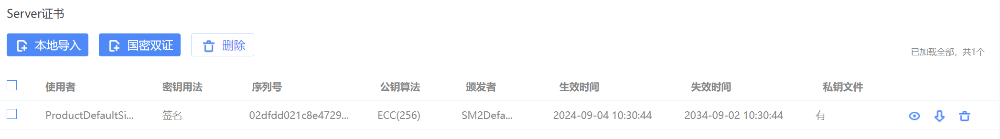 Server证书
本地导入 国密双证 删除
已加载全部，共1个
使用者 密钥用法 序列号 公钥算法 颁发者 生效时间 失效时间 私钥文件
ProductDefaultSi... 签名 02dfdd021c8e4729... ECC(256) SM2Defa... 2024-09-04 10:30:44 2034-09-02 10:30:44 有